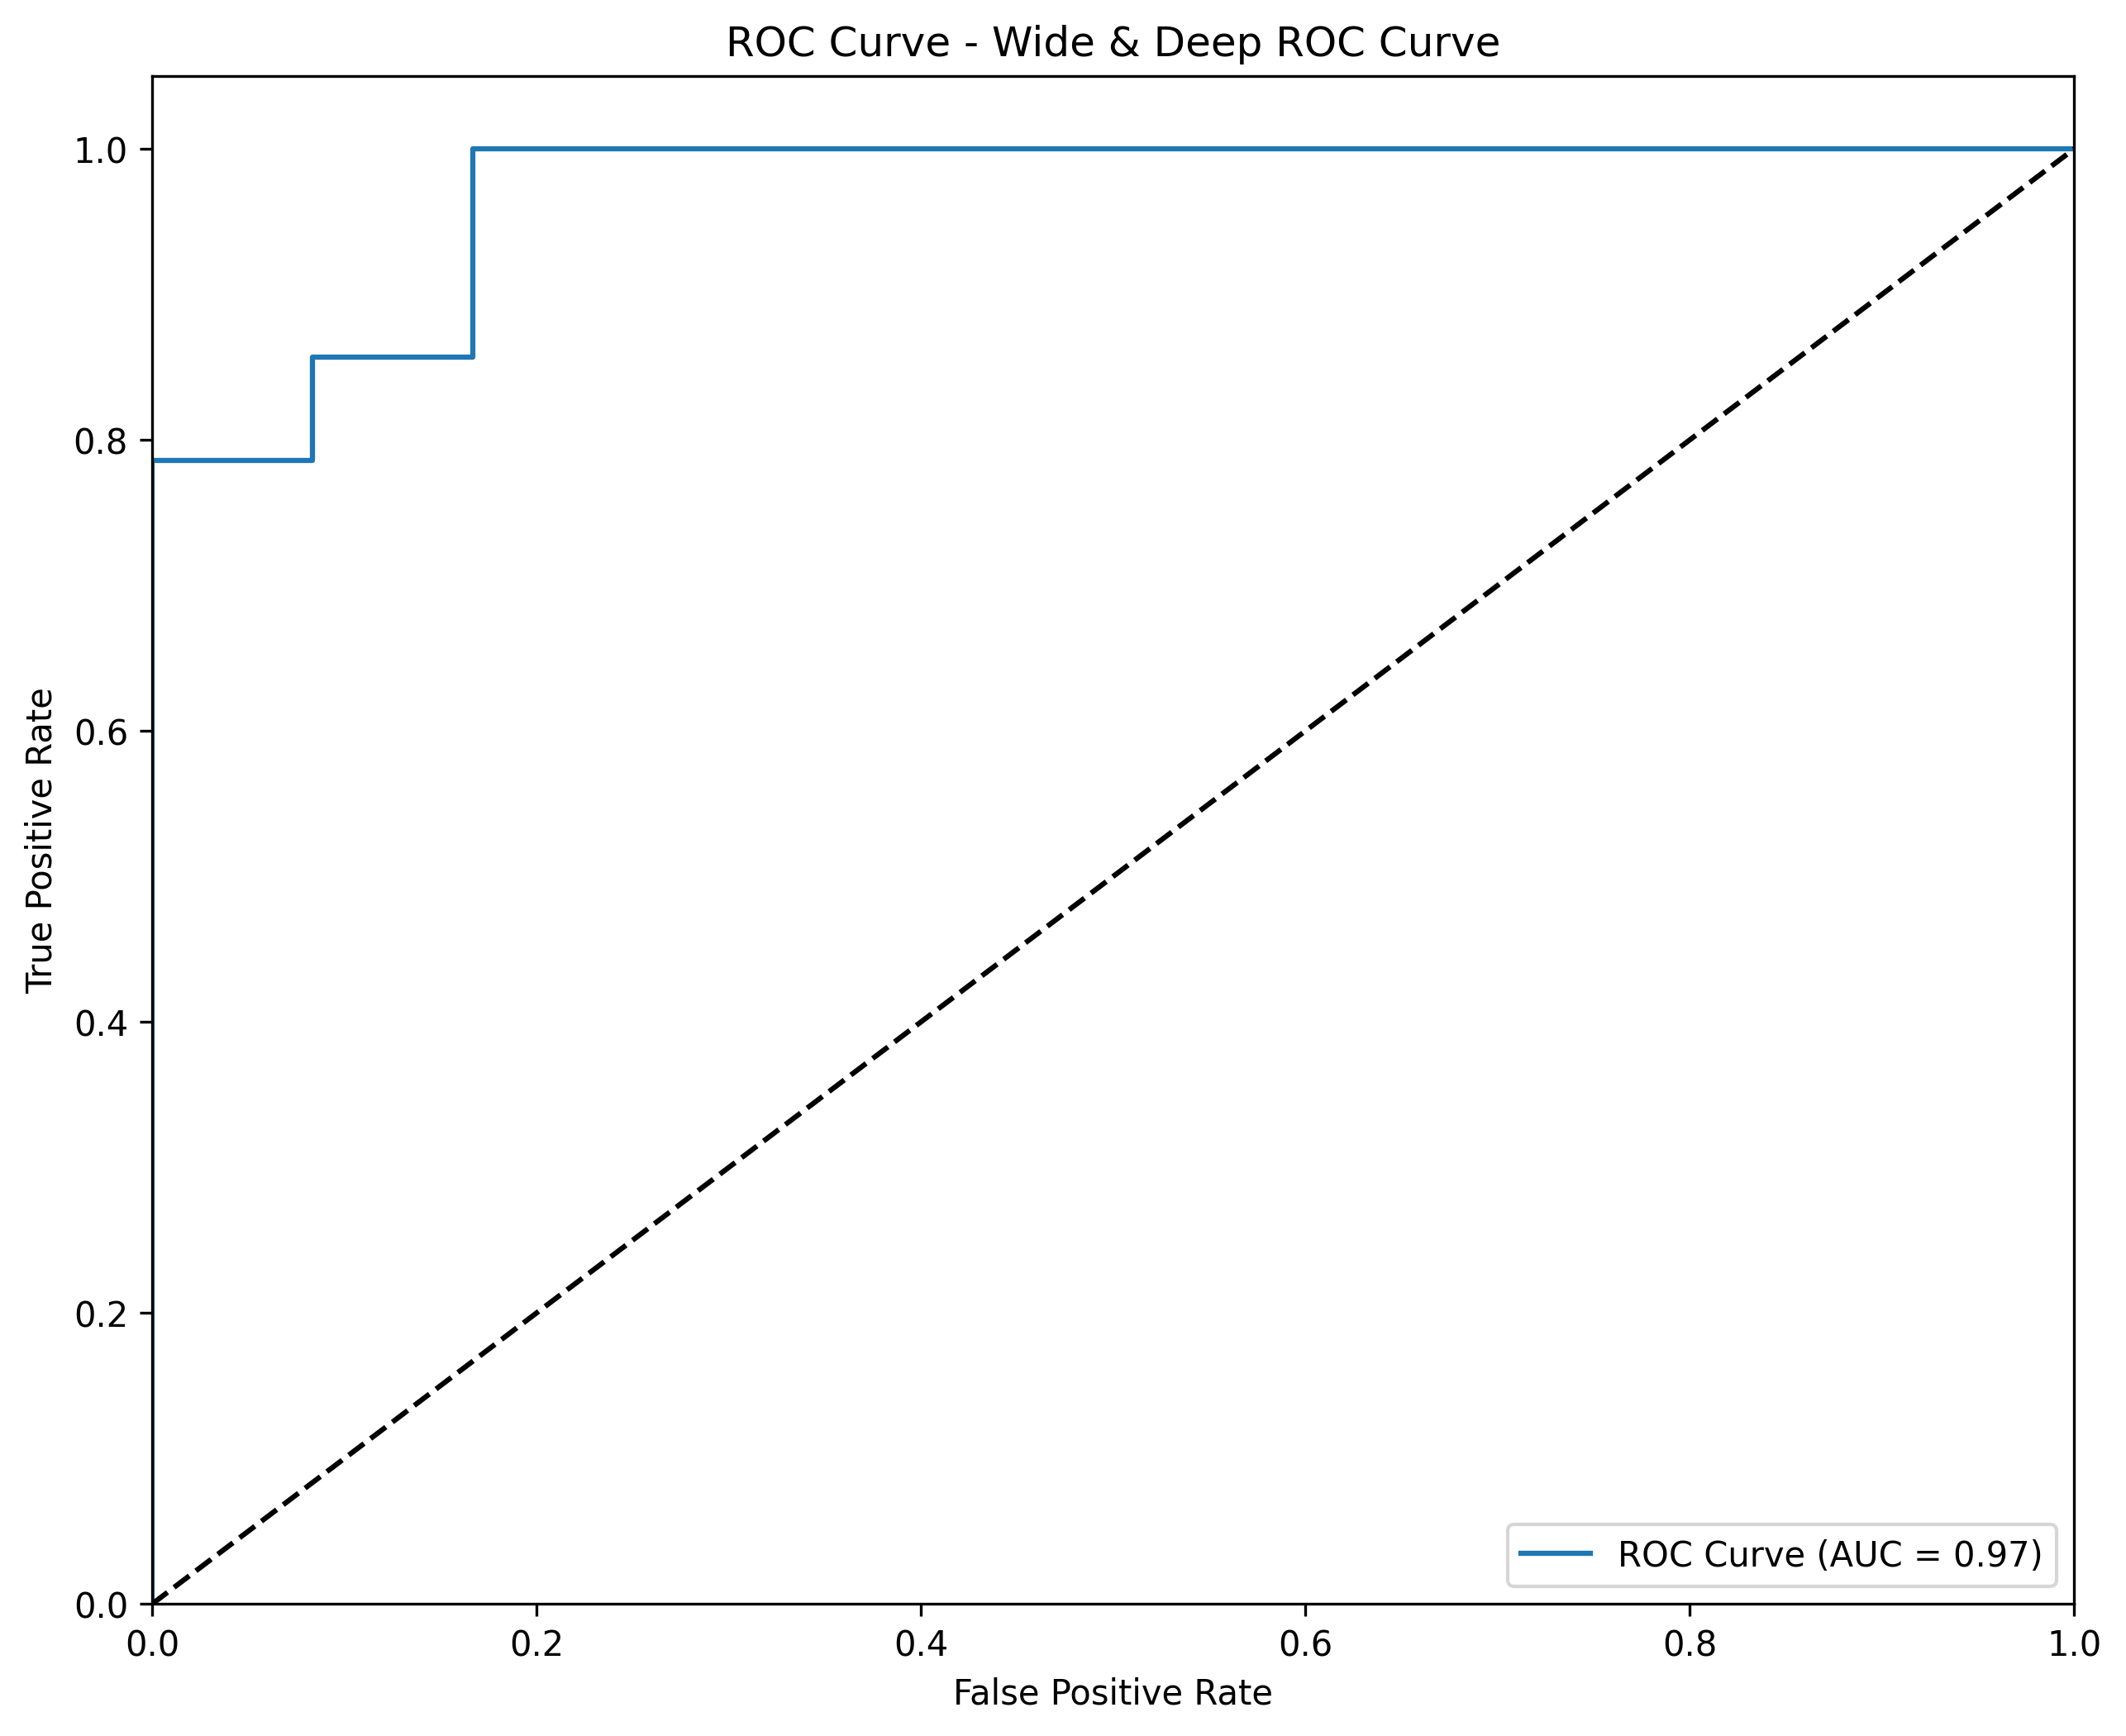 ROC Curve - Wide & Deep ROC Curve
True Positive Rate
1.0
0.8
0.6
0.4
0.2
0.0
0.0 0.2 0.4 0.6 0.8 1.0
False Positive Rate
ROC Curve (AUC = 0.97)